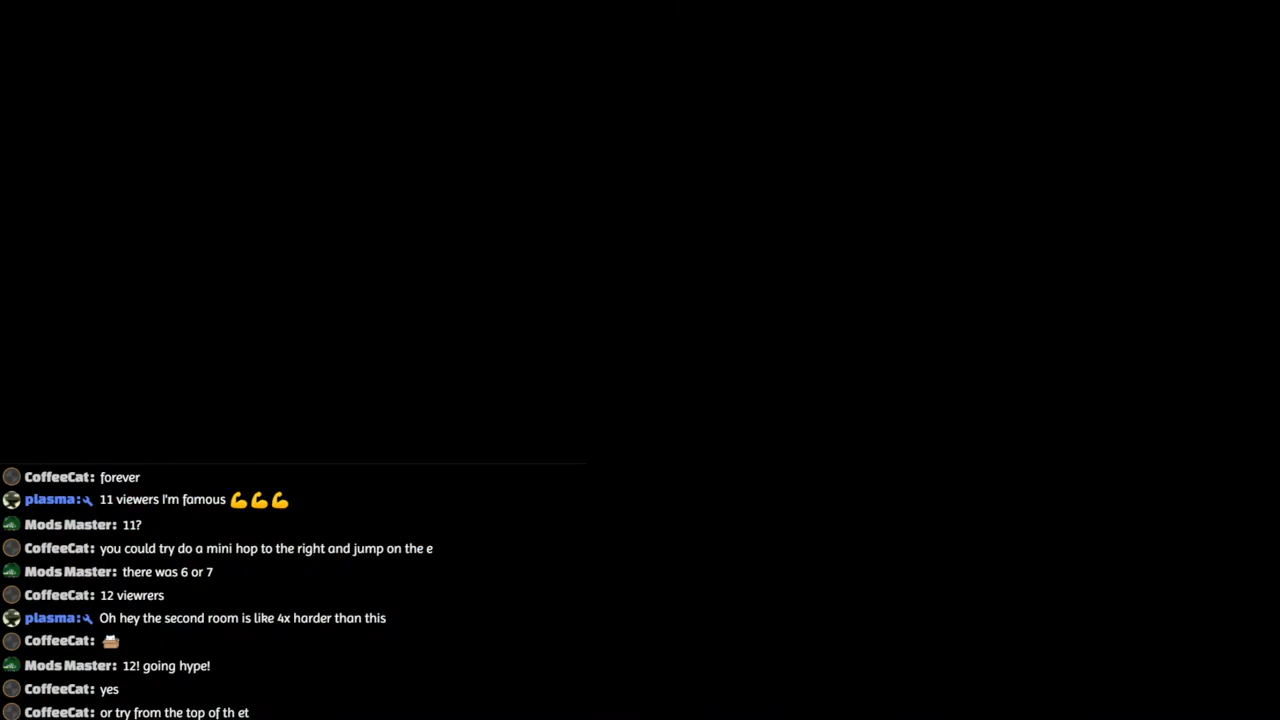 CoffeeCat: forever
plasma: 11 viewers I'm famous 💪💪💪
Mods Master: 11?
CoffeeCat: you could try do a mini hop to the right and jump on the e
Mods Master: there was 6 or 7
CoffeeCat: 12 viewrers
plasma: Oh hey the second room is like 4x harder than this
CoffeeCat:
Mods Master: 12! going hype!
CoffeeCat: yes
CoffeeCat: or try from the top of th et